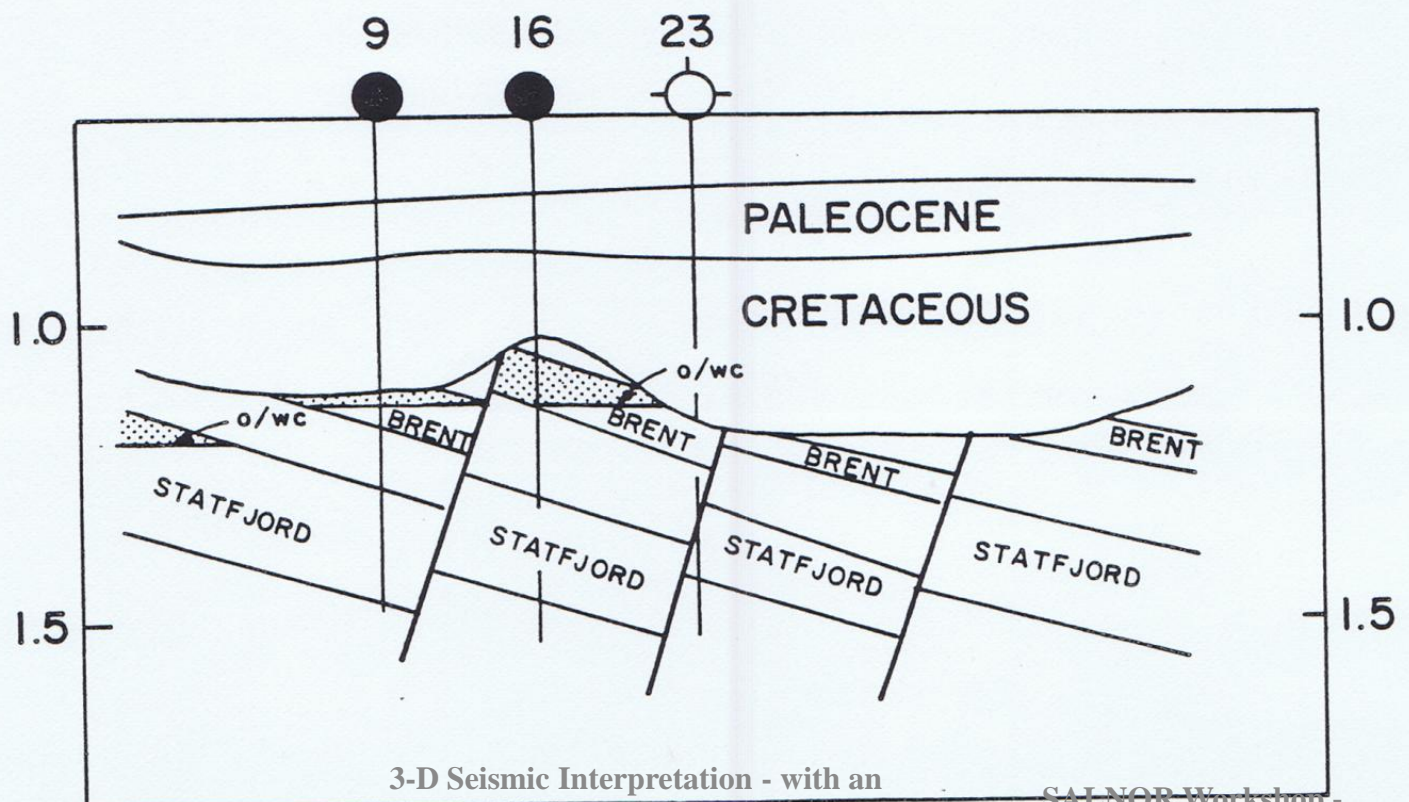 9 16 23
PALEOCENE
CRETACEOUS
1.0 1.0
o/wc
o/wc BRENT BRENT BRENT BRENT
STATFJORD STATFJORD STATFJORD STATFJORD
1.5 1.5
3-D Seismic Interpretation - with an
Workshop